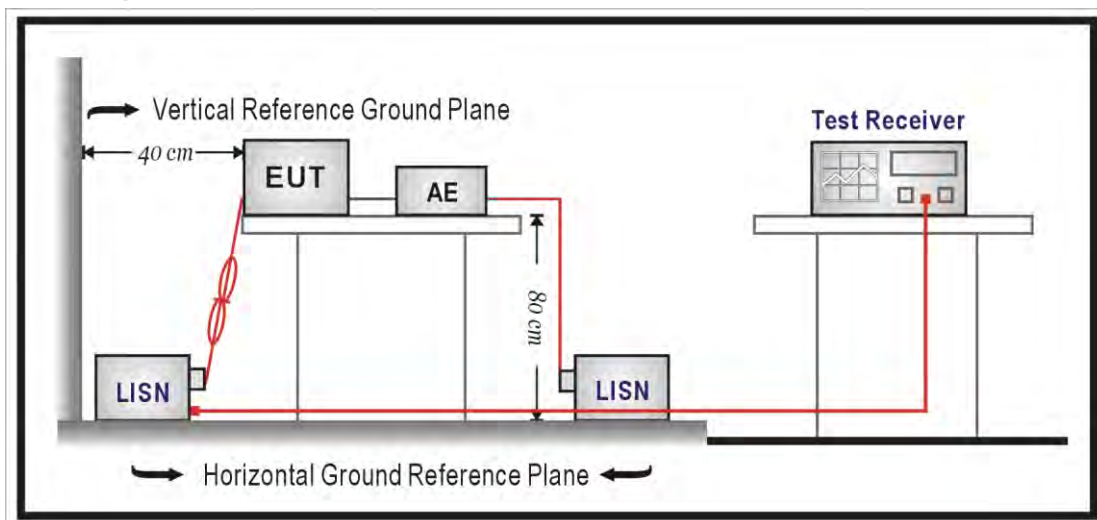 Vertical Reference Ground Plane
40 cm
EUT
AE
Test Receiver
80 cm
LISN
LISN
Horizontal Ground Reference Plane